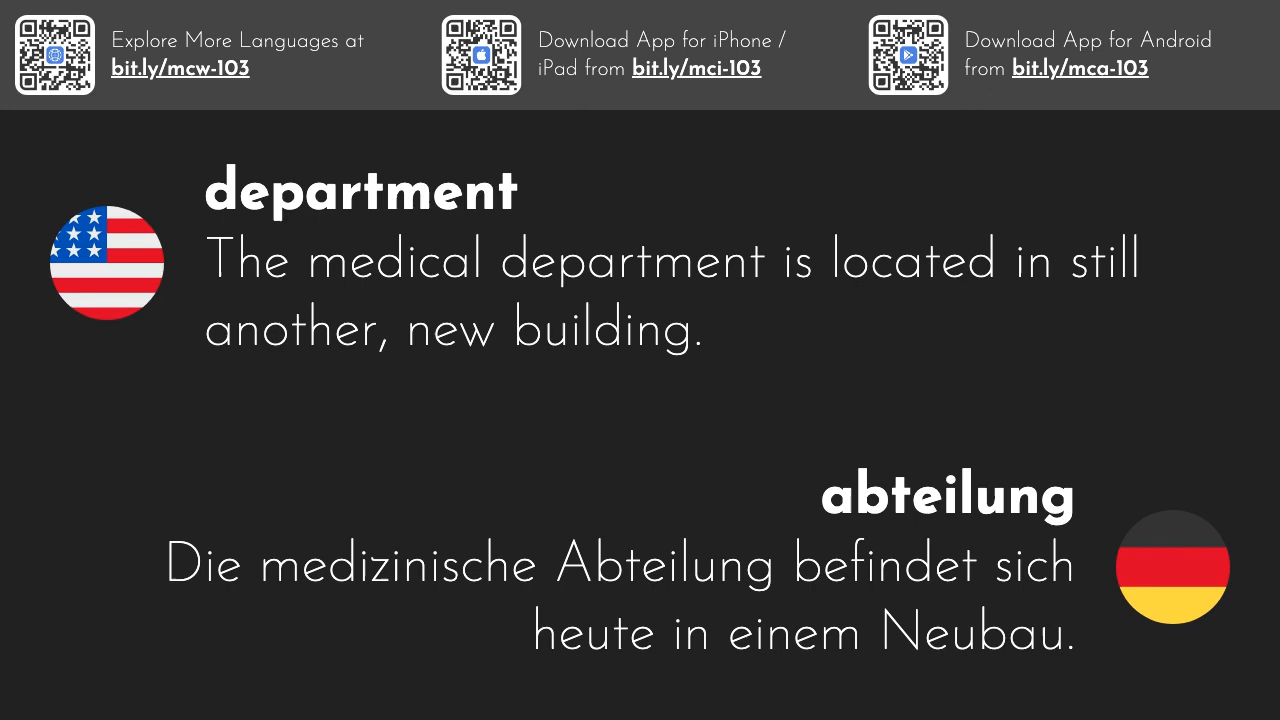 Explore More Languages at
bit.ly/mcw-103
Download App for iPhone /
iPad from bit.ly/mci-103
Download App for Android
from bit.ly/mca-103
department
The medical department is located in still
another, new building.
abteilung
Die medizinische Abteilung befindet sich
heute in einem Neubau.